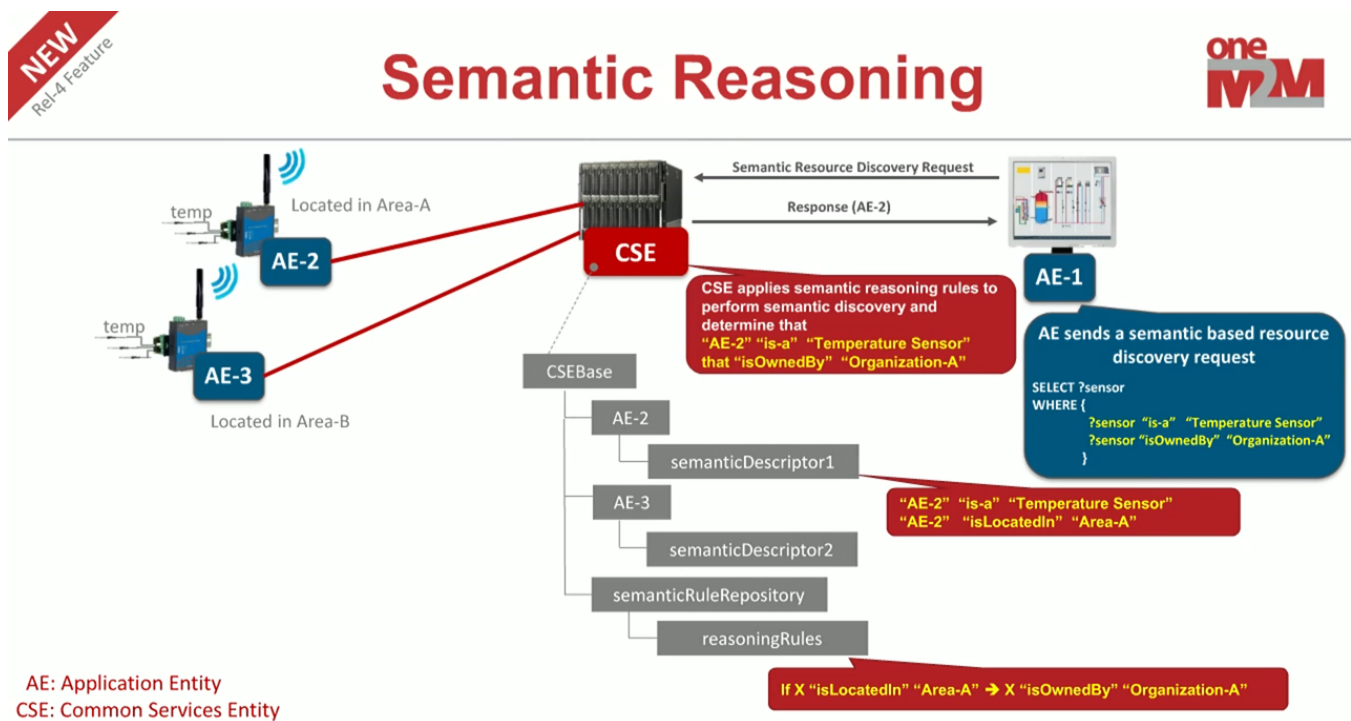 NEW
Rel-4 Feature
Semantic Reasoning
one
M2M
temp
Located in Area-A
AE-2
temp
AE-3
Located in Area-B
CSE
Semantic Resource Discovery Request
Response (AE-2)
AE-1
CSE applies semantic reasoning rules to
perform semantic discovery and
determine that
“AE-2” “is-a” “Temperature Sensor”
that “isOwnedBy” “Organization-A”
AE sends a semantic based resource
discovery request
SELECT ?sensor
WHERE {
?sensor “is-a” “Temperature Sensor”
?sensor “isOwnedBy” “Organization-A”
}
CSEBase
AE-2
semanticDescriptor1
“AE-2” “is-a” “Temperature Sensor”
“AE-2” “isLocatedIn” “Area-A”
AE-3
semanticDescriptor2
semanticRuleRepository
reasoningRules
If X “isLocatedIn” “Area-A” ➔ X “isOwnedBy” “Organization-A”
AE: Application Entity
CSE: Common Services Entity